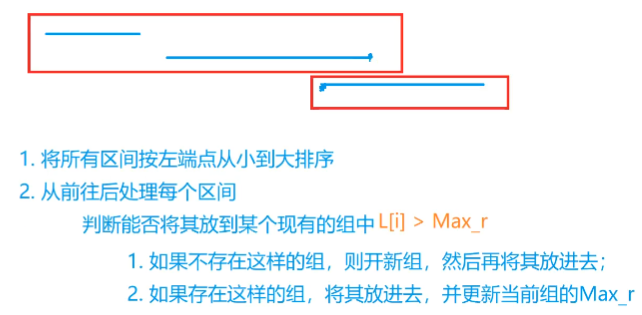 1. 将所有区间按左端点从小到大排序
2. 从前往后处理每个区间
判断能否将其放到某个现有的组中 L[i] > Max_r
1. 如果不存在这样的组，则开新组，然后再将其放进去；
2. 如果存在这样的组，将其放进去，并更新当前组的Max_r